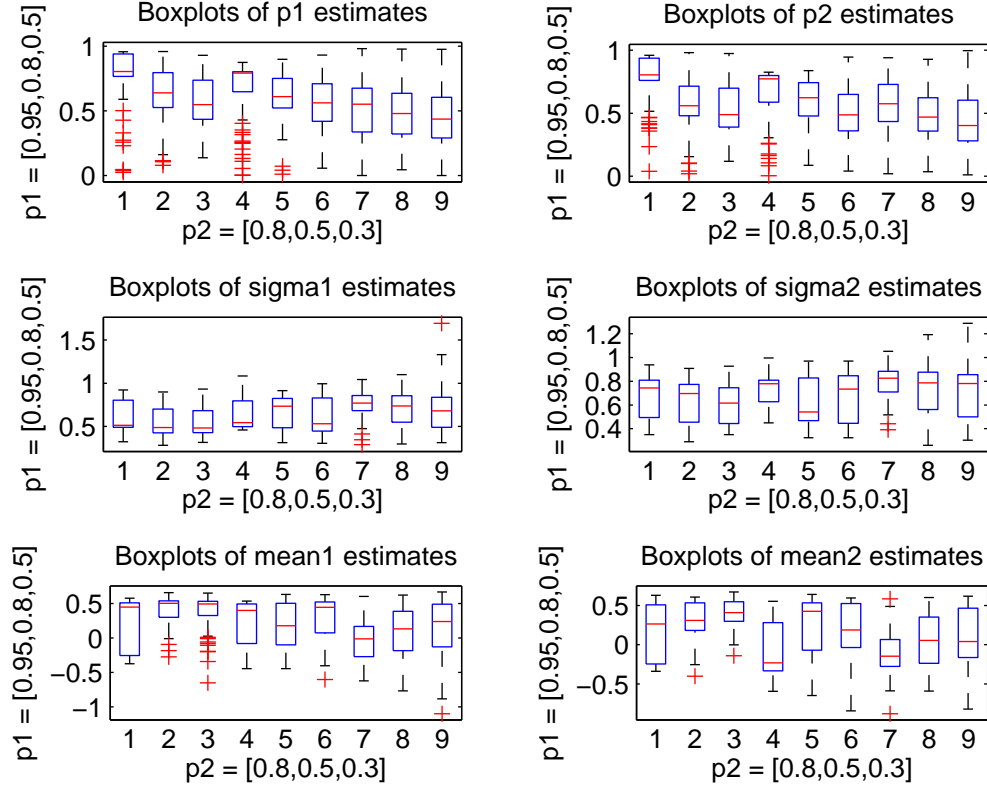 Boxplots of p1 estimates
p1 = [0.95,0.8,0.5]
1
0.5
0
1 2 3 4 5 6 7 8 9
p2 = [0.8,0.5,0.3]
Boxplots of p2 estimates
p1 = [0.95,0.8,0.5]
1
0.5
0
1 2 3 4 5 6 7 8 9
p2 = [0.8,0.5,0.3]
Boxplots of sigma1 estimates
p1 = [0.95,0.8,0.5]
1.5
1
0.5
1 2 3 4 5 6 7 8 9
p2 = [0.8,0.5,0.3]
Boxplots of sigma2 estimates
p1 = [0.95,0.8,0.5]
1.2
1
0.8
0.6
0.4
1 2 3 4 5 6 7 8 9
p2 = [0.8,0.5,0.3]
Boxplots of mean1 estimates
p1 = [0.95,0.8,0.5]
0.5
0
−0.5
−1
1 2 3 4 5 6 7 8 9
p2 = [0.8,0.5,0.3]
Boxplots of mean2 estimates
p1 = [0.95,0.8,0.5]
0.5
0
−0.5
1 2 3 4 5 6 7 8 9
p2 = [0.8,0.5,0.3]